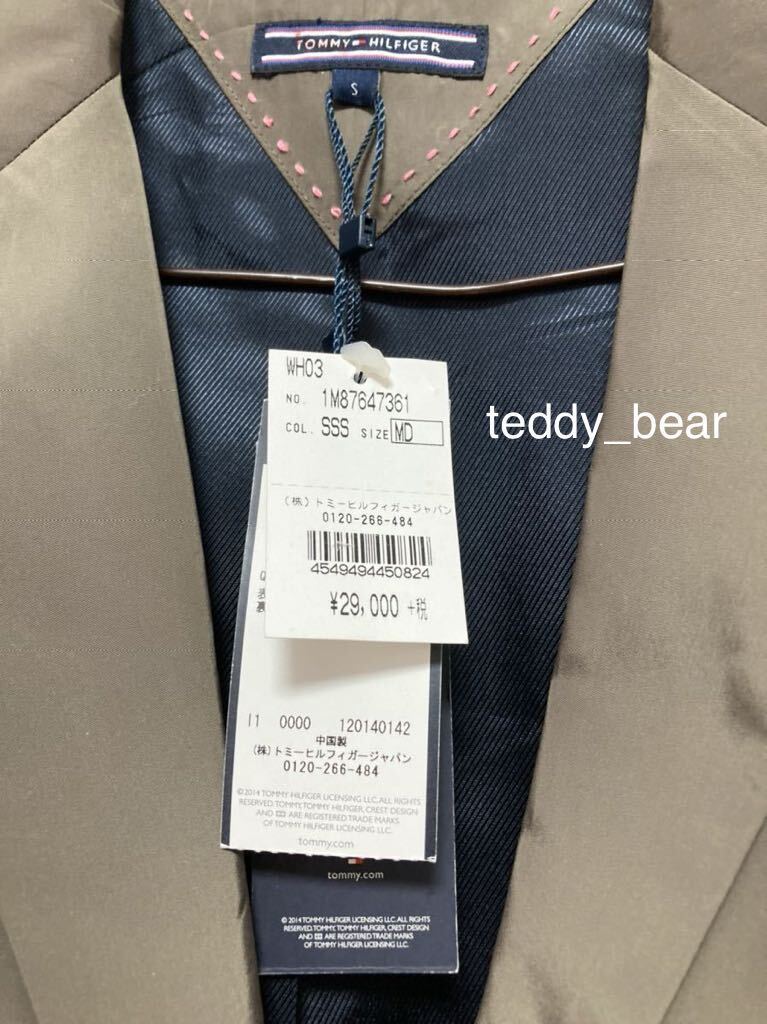 TOMMY HILFIGER
S
WH03
NO. 1M87647361
COL. SSS SIZE MD
teddy_bear
(株)トミーヒルフィガージャパン
0120-266-484
4549494450824
¥29,000 +税
表
裏
I1 0000 120140142
中国製
(株)トミーヒルフィガージャパン
0120-266-484
©2014 TOMMY HILFIGER LICENSING LLC. ALL RIGHTS
RESERVED. TOMMY, TOMMY HILFIGER, CREST DESIGN
AND ARE REGISTERED TRADE MARKS
OF TOMMY HILFIGER LICENSING LLC.
tommy.com
tommy.com
©2014 TOMMY HILFIGER LICENSING LLC. ALL RIGHTS
RESERVED. TOMMY, TOMMY HILFIGER, CREST DESIGN
AND ARE REGISTERED TRADE MARKS
OF TOMMY HILFIGER LICENSING LLC.